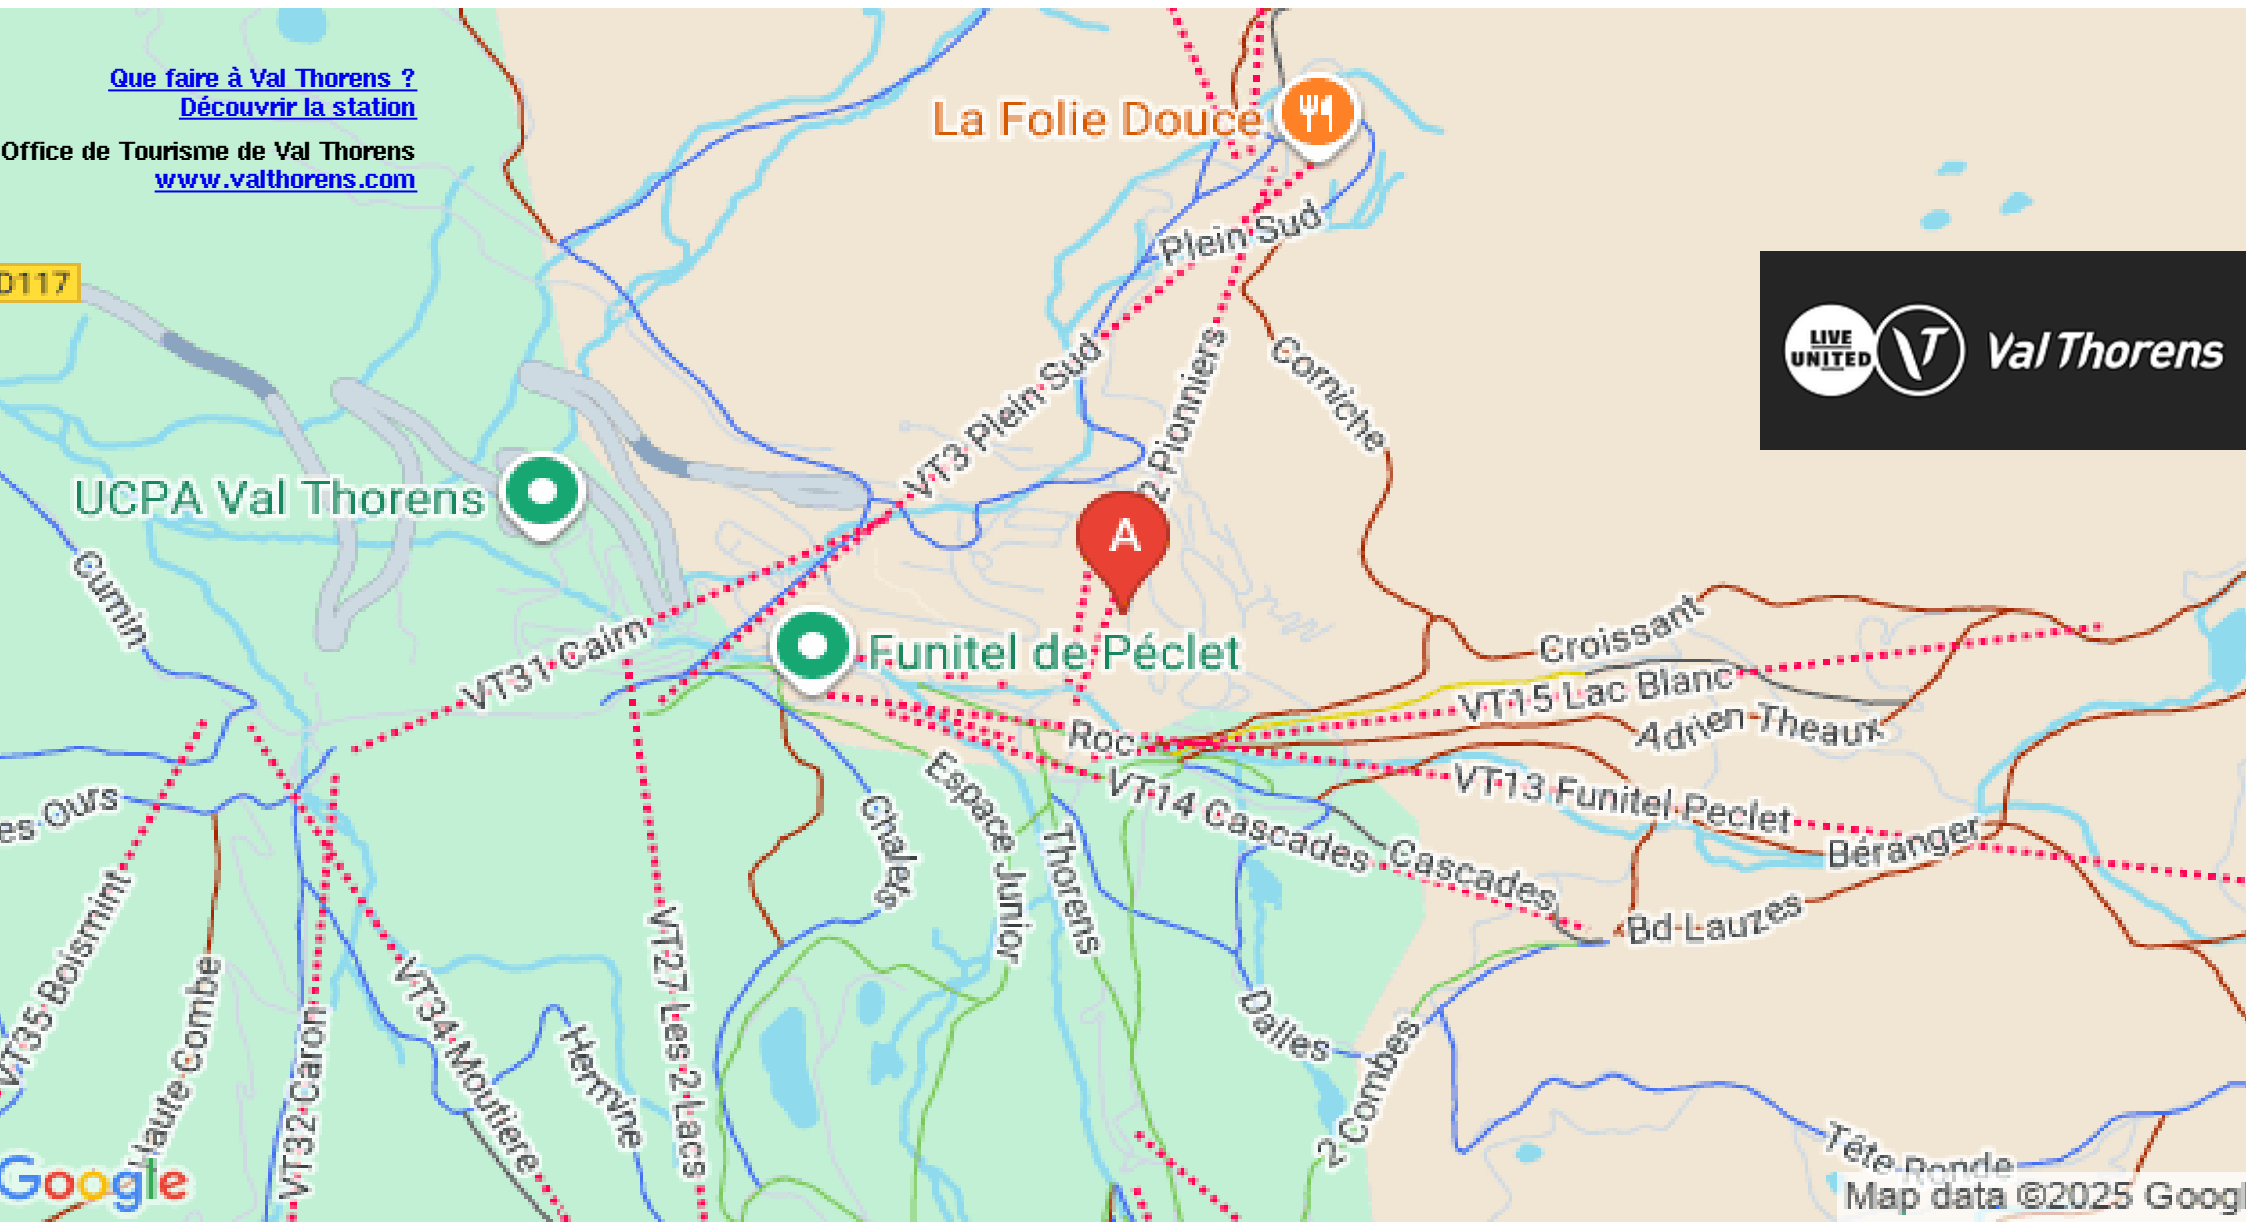 Que faire à Val Thorens ?
Découvrir la station
Office de Tourisme de Val Thorens
www.valthorens.com
La Folie Douce
Plein Sud
D117
LIVE UNITED
VT
Val Thorens
VT3 Plein Sud
2 Pionniers
Corniche
UCPA Val Thorens
A
Cumin
VT31 Cairn
Funitel de Péclet
Croissant
VT15 Lac Blanc
Adrien Theaux
Roc
VT13 Funitel Peclet
VT14 Cascades
Cascades
Béranger
Bd Lauzes
es Ours
Espace Junior
Thorens
Chalets
VT35 Boismint
Haute Combe
VT32 Caron
VT34 Moutiere
Hermine
VT27 Les 2 Lacs
Dalles
2 Combes
Tête Ronde
Google
Map data ©2025 Googl